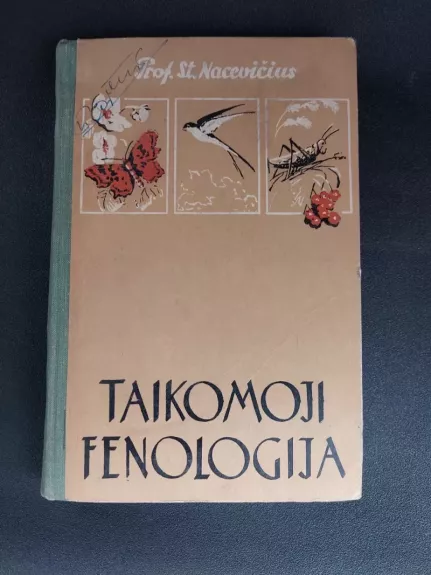 Prof. St. Nacevičius
TAIKOMOJI
FENOLOGIJA